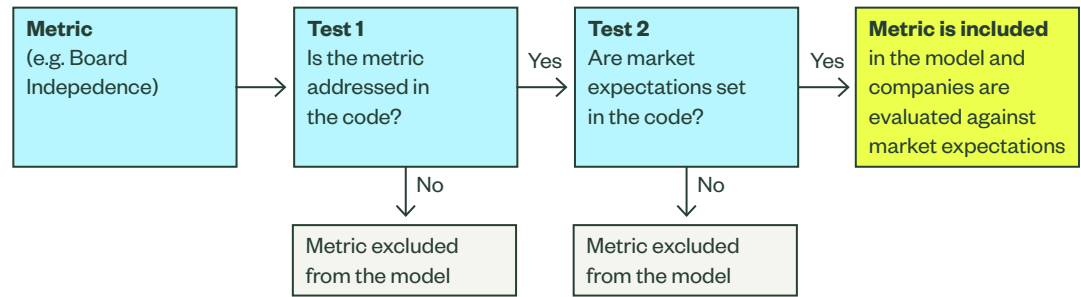 Metric
(e.g. Board
Indepedence)
Test 1
Is the metric
addressed in
the code?
Yes
Test 2
Are market
expectations set
in the code?
Yes
Metric is included
in the model and
companies are
evaluated against
market expectations
No
Metric excluded
from the model
No
Metric excluded
from the model